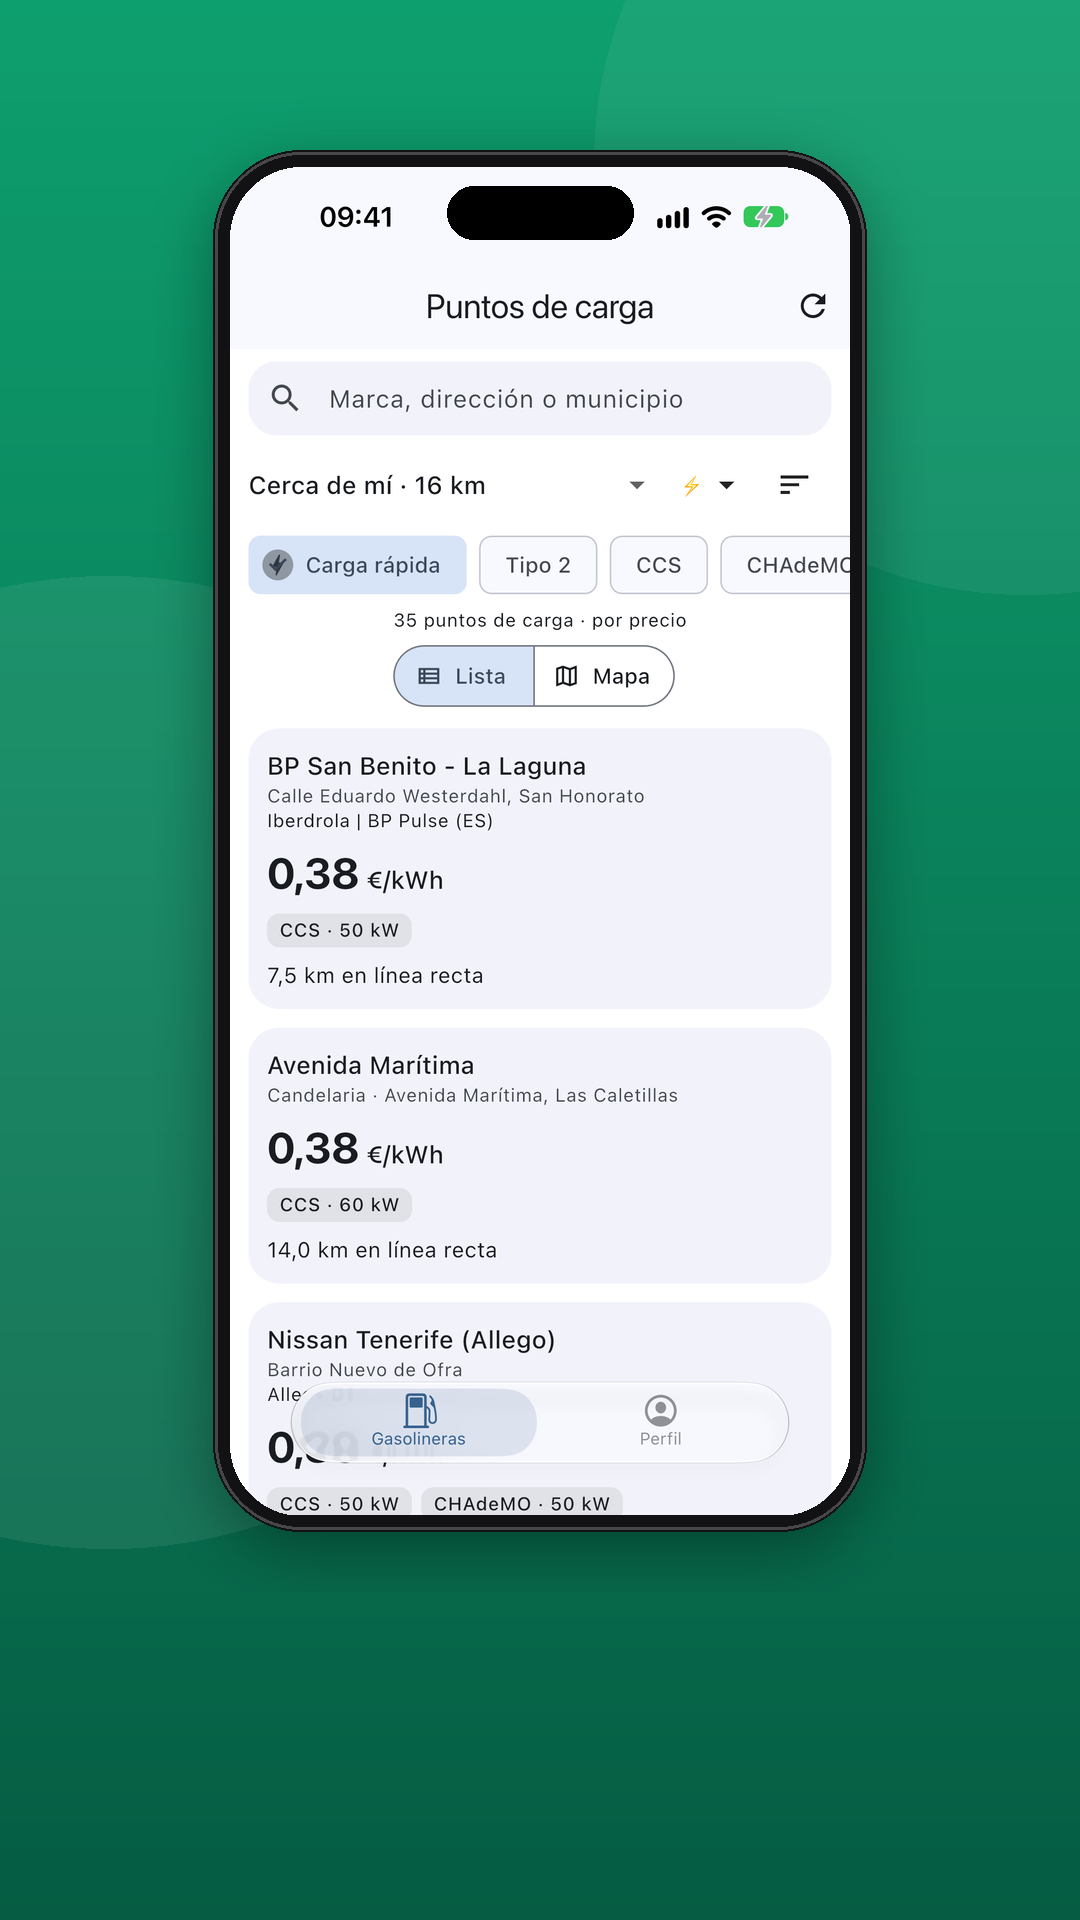 09:41
Puntos de carga
Marca, dirección o municipio
Cerca de mí · 16 km
Carga rápida
Tipo 2
CCS
CHAdeMO
35 puntos de carga · por precio
Lista
Mapa
BP San Benito - La Laguna
Calle Eduardo Westerdahl, San Honorato
Iberdrola | BP Pulse (ES)
0,38 €/kWh
CCS · 50 kW
7,5 km en línea recta
Avenida Marítima
Candelaria · Avenida Marítima, Las Caletillas
0,38 €/kWh
CCS · 60 kW
14,0 km en línea recta
Nissan Tenerife (Allego)
Barrio Nuevo de Ofra
Gasolineras
Perfil
CCS · 50 kW
CHAdeMO · 50 kW